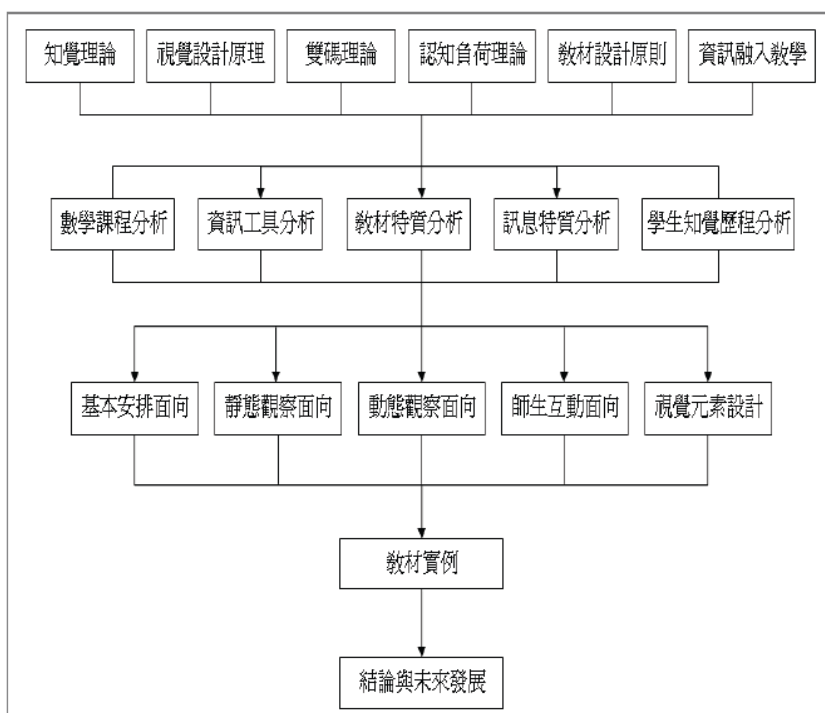 知覺理論 視覺設計原理 雙碼理論 認知負荷理論 教材設計原則 資訊融入教學
數學課程分析 資訊工具分析 教材特質分析 訊息特質分析 學生知覺歷程分析
基本安排面向 靜態觀察面向 動態觀察面向 師生互動面向 視覺元素設計
教材實例
結論與未來發展